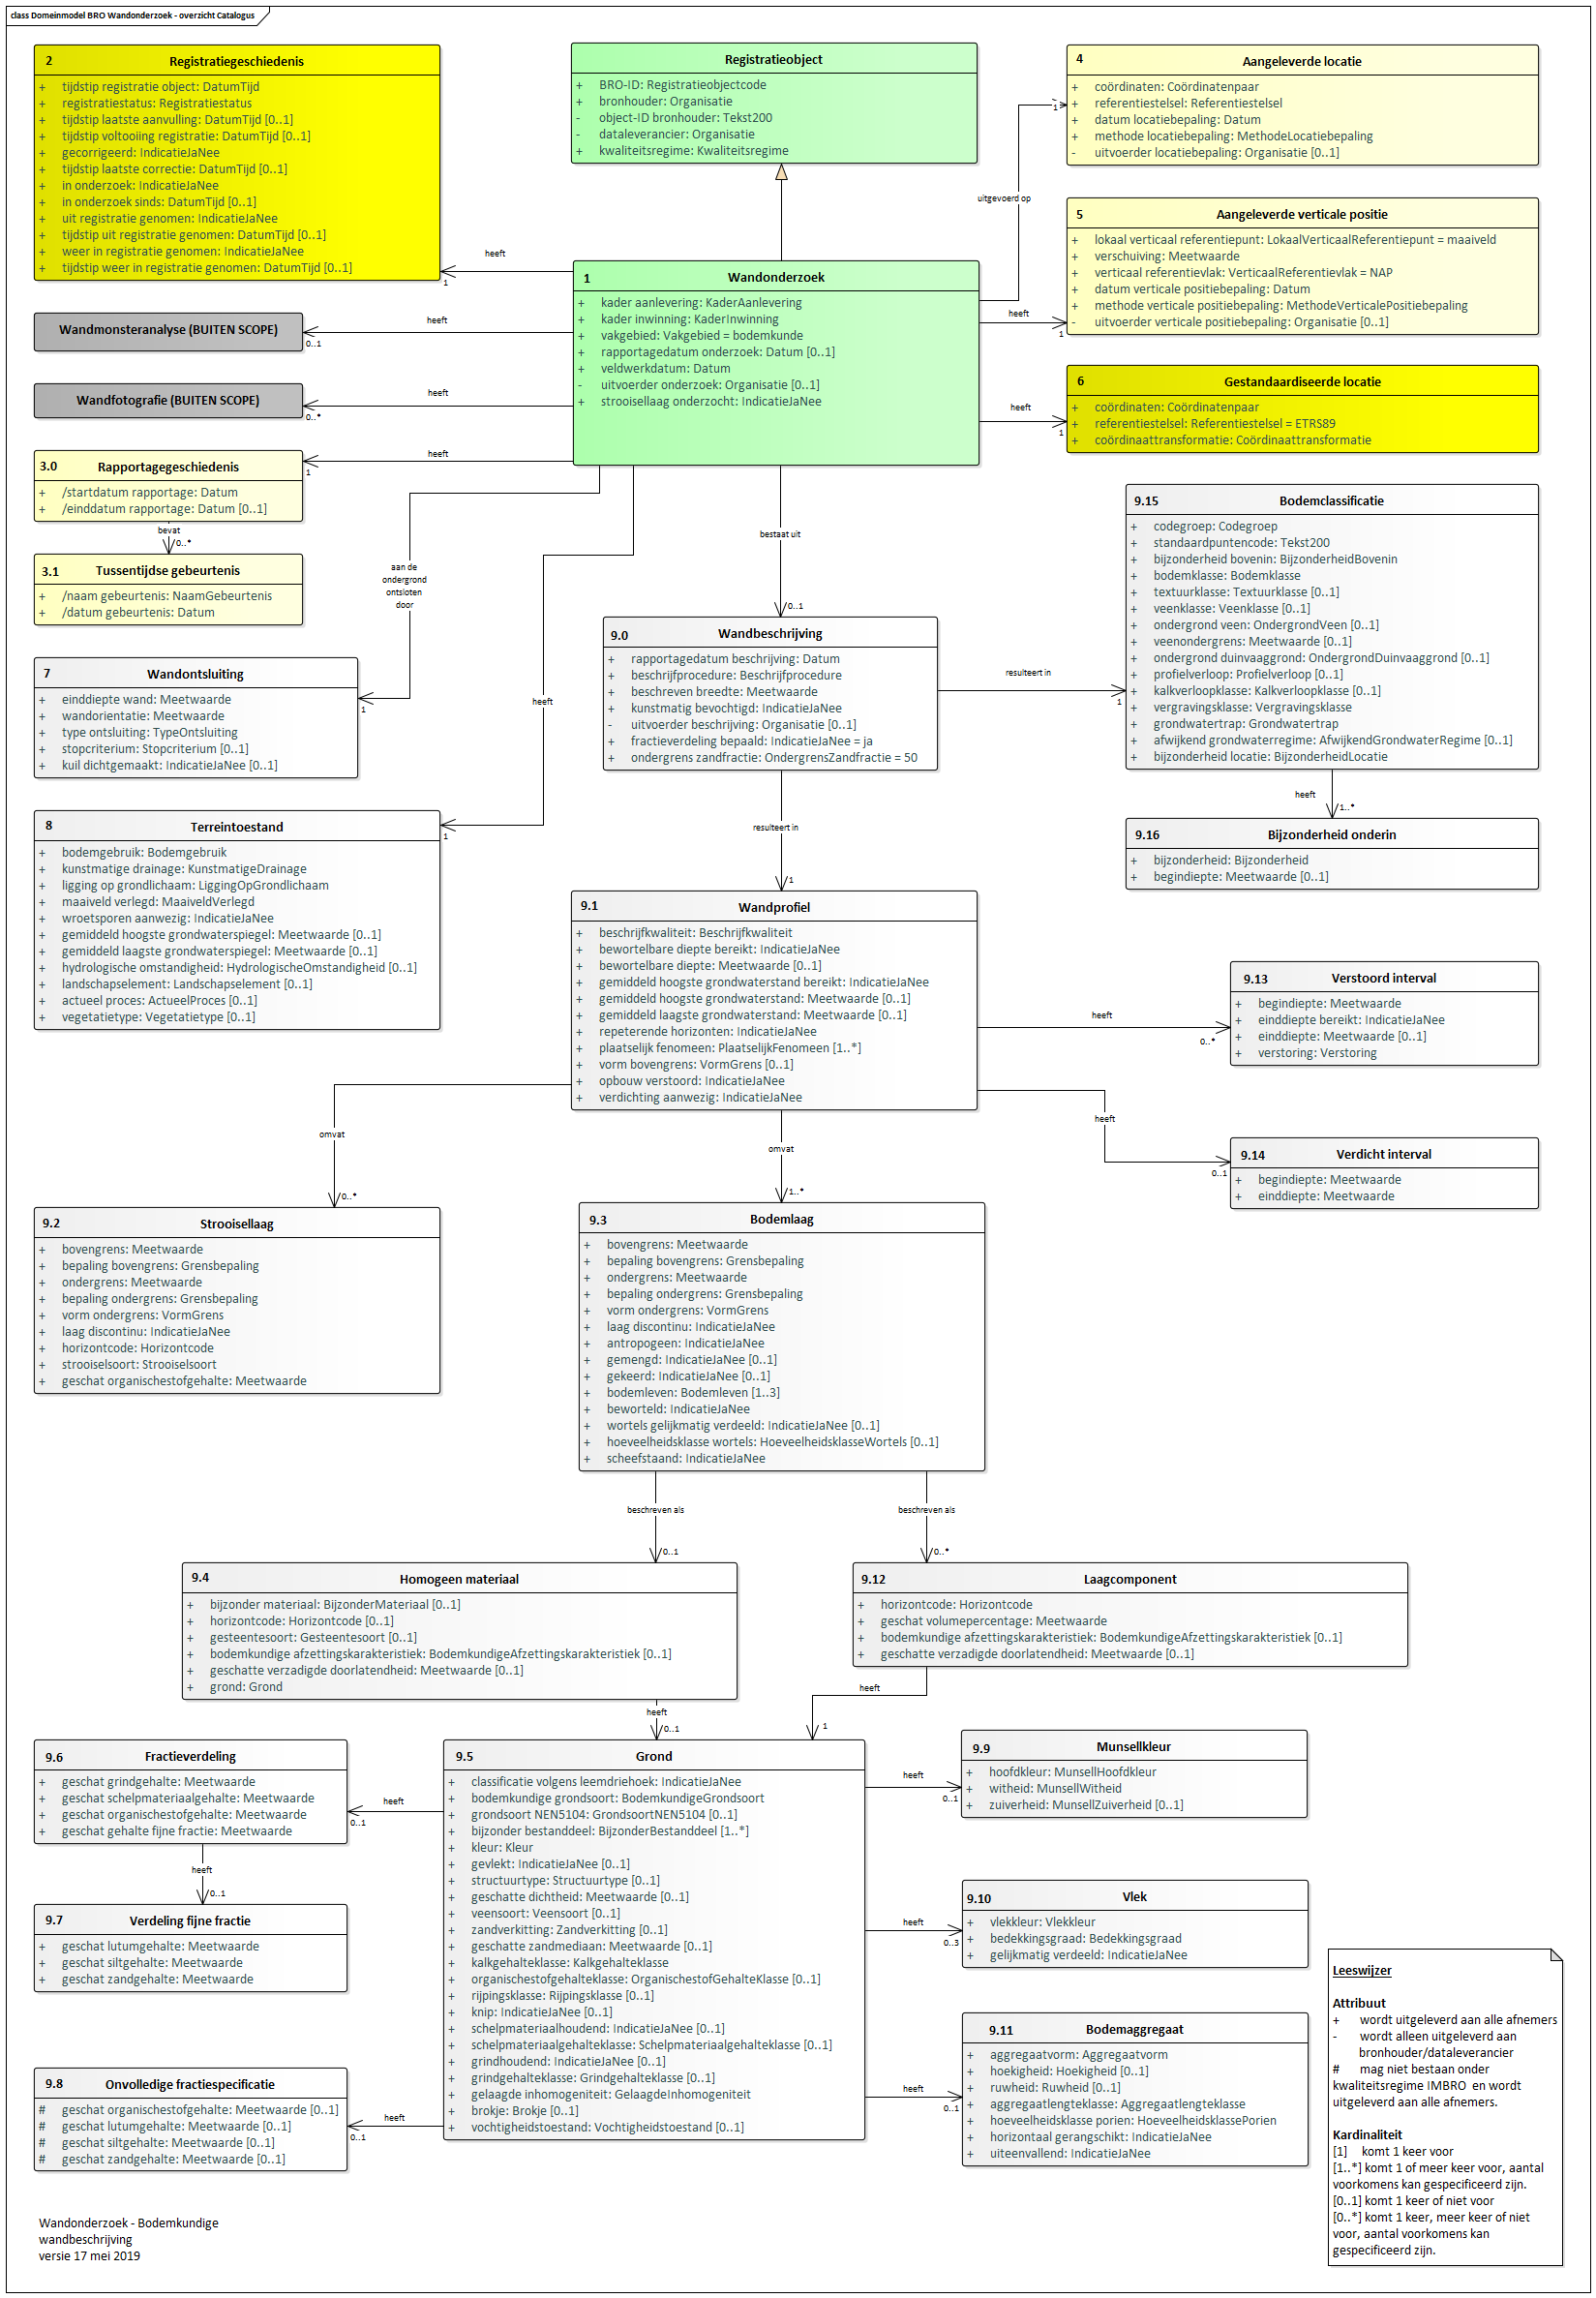 class Domeinmodel BRO Wandonderzoek - overzicht Catalogus
2 Registratiegeschiedenis
+ tijdstip registratie object: DatumTijd
+ registratiestatus: Registratiestatus
+ tijdstip laatste aanvulling: DatumTijd [0..1]
+ tijdstip voltooiing registratie: DatumTijd [0..1]
+ gecorrigeerd: IndicatieJaNee
+ tijdstip laatste correctie: DatumTijd [0..1]
+ in onderzoek: IndicatieJaNee
+ in onderzoek sinds: DatumTijd [0..1]
+ uit registratie genomen: IndicatieJaNee
+ tijdstip uit registratie genomen: DatumTijd [0..1]
+ weer in registratie genomen: IndicatieJaNee
+ tijdstip weer in registratie genomen: DatumTijd [0..1]
Registratieobject
+ BRO-ID: Registratieobjectcode
+ bronhouder: Organisatie
- object-ID bronhouder: Tekst200
- dataleverancier: Organisatie
+ kwaliteitsregime: Kwaliteitsregime
4 Aangeleverde locatie
+ coördinaten: Coördinatenpaar
+ referentiestelsel: Referentiestelsel
+ datum locatiebepaling: Datum
+ methode locatiebepaling: MethodeLocatiebepaling
- uitvoerder locatiebepaling: Organisatie [0..1]
1
uitgevoerd op
5 Aangeleverde verticale positie
+ lokaal verticaal referentiepunt: LokaalVerticaalReferentiepunt = maaiveld
+ verschuiving: Meetwaarde
+ verticaal referentievlak: VerticaalReferentievlak = NAP
+ datum verticale positiebepaling: Datum
+ methode verticale positiebepaling: MethodeVerticalePositiebepaling
- uitvoerder verticale positiebepaling: Organisatie [0..1]
heeft
1
heeft
1
1 Wandonderzoek
+ kader aanlevering: KaderAanlevering
+ kader inwinning: KaderInwinning
+ vakgebied: Vakgebied = bodemkunde
+ rapportagedatum onderzoek: Datum [0..1]
+ veldwerkdatum: Datum
- uitvoerder onderzoek: Organisatie [0..1]
+ strooisellaag onderzocht: IndicatieJaNee
Wandmonsteranalyse (BUITEN SCOPE)
heeft
0..1
Wandfotografie (BUITEN SCOPE)
heeft
0..*
6 Gestandaardiseerde locatie
+ coördinaten: Coördinatenpaar
+ referentiestelsel: Referentiestelsel = ETRS89
+ coördinaattransformatie: Coördinaattransformatie
heeft
1
3.0 Rapportagegeschiedenis
+ /startdatum rapportage: Datum
+ /einddatum rapportage: Datum [0..1]
heeft
1
bevat
0..*
3.1 Tussentijdse gebeurtenis
+ /naam gebeurtenis: NaamGebeurtenis
+ /datum gebeurtenis: Datum
aan de
ondergrond
ontsloten
door
1
bestaat uit
0..1
7 Wandontsluiting
+ einddiepte wand: Meetwaarde
+ wandorientatie: Meetwaarde
+ type ontsluiting: TypeOntsluiting
+ stopcriterium: Stopcriterium [0..1]
+ kuil dichtgemaakt: IndicatieJaNee [0..1]
heeft
1
9.0 Wandbeschrijving
+ rapportagedatum beschrijving: Datum
+ beschrijfprocedure: Beschrijfprocedure
+ beschreven breedte: Meetwaarde
+ kunstmatig bevochtigd: IndicatieJaNee
- uitvoerder beschrijving: Organisatie [0..1]
+ fractieverdeling bepaald: IndicatieJaNee = ja
+ ondergrens zandfractie: OndergrensZandfractie = 50
resulteert in
1
9.15 Bodemclassificatie
+ codegroep: Codegroep
+ standaardpuntencode: Tekst200
+ bijzonderheid bovenin: BijzonderheidBovenin
+ bodemklasse: Bodemklasse
+ textuurklasse: Textuurklasse [0..1]
+ veenklasse: Veenklasse [0..1]
+ ondergrond veen: OndergrondVeen [0..1]
+ veenondergrens: Meetwaarde [0..1]
+ ondergrond duinvaaggrond: OndergrondDuinvaaggrond [0..1]
+ profielverloop: Profielverloop [0..1]
+ kalkverloopklasse: Kalkverloopklasse [0..1]
+ vergravingsklasse: Vergravingsklasse
+ grondwatertrap: Grondwatertrap
+ afwijkend grondwaterregime: AfwijkendGrondwaterRegime [0..1]
+ bijzonderheid locatie: BijzonderheidLocatie
heeft
1..*
9.16 Bijzonderheid onderin
+ bijzonderheid: Bijzonderheid
+ begindiepte: Meetwaarde [0..1]
8 Terreintoestand
+ bodemgebruik: Bodemgebruik
+ kunstmatige drainage: KunstmatigeDrainage
+ ligging op grondlichaam: LiggingOpGrondlichaam
+ maaiveld verlegd: MaaiveldVerlegd
+ wroetsporen aanwezig: IndicatieJaNee
+ gemiddeld hoogste grondwaterspiegel: Meetwaarde [0..1]
+ gemiddeld laagste grondwaterspiegel: Meetwaarde [0..1]
+ hydrologische omstandigheid: HydrologischeOmstandigheid [0..1]
+ landschapselement: Landschapselement [0..1]
+ actueel proces: ActueelProces [0..1]
+ vegetatietype: Vegetatietype [0..1]
resulteert in
1
9.1 Wandprofiel
+ beschrijfkwaliteit: Beschrijfkwaliteit
+ bewortelbare diepte bereikt: IndicatieJaNee
+ bewortelbare diepte: Meetwaarde [0..1]
+ gemiddeld hoogste grondwaterstand bereikt: IndicatieJaNee
+ gemiddeld hoogste grondwaterstand: Meetwaarde [0..1]
+ gemiddeld laagste grondwaterstand: Meetwaarde [0..1]
+ repeterende horizonten: IndicatieJaNee
+ plaatselijk fenomeen: PlaatselijkFenomeen [1..*]
+ vorm bovengrens: VormGrens [0..1]
+ opbouw verstoord: IndicatieJaNee
+ verdichting aanwezig: IndicatieJaNee
heeft
0..*
9.13 Verstoord interval
+ begindiepte: Meetwaarde
+ einddiepte bereikt: IndicatieJaNee
+ einddiepte: Meetwaarde [0..1]
+ verstoring: Verstoring
heeft
0..1
9.14 Verdicht interval
+ begindiepte: Meetwaarde
+ einddiepte: Meetwaarde
omvat
0..*
omvat
1..*
9.2 Strooisellaag
+ bovengrens: Meetwaarde
+ bepaling bovengrens: Grensbepaling
+ ondergrens: Meetwaarde
+ bepaling ondergrens: Grensbepaling
+ vorm ondergrens: VormGrens
+ laag discontinu: IndicatieJaNee
+ horizontcode: Horizontcode
+ strooiselsoort: Strooiselsoort
+ geschat organischestofgehalte: Meetwaarde
9.3 Bodemlaag
+ bovengrens: Meetwaarde
+ bepaling bovengrens: Grensbepaling
+ ondergrens: Meetwaarde
+ bepaling ondergrens: Grensbepaling
+ vorm ondergrens: VormGrens
+ laag discontinu: IndicatieJaNee
+ antropogeen: IndicatieJaNee
+ gemengd: IndicatieJaNee [0..1]
+ gekeerd: IndicatieJaNee [0..1]
+ bodemleven: Bodemleven [1..3]
+ beworteld: IndicatieJaNee
+ wortels gelijkmatig verdeeld: IndicatieJaNee [0..1]
+ hoeveelheidsklasse wortels: HoeveelheidsklasseWortels [0..1]
+ scheefstaand: IndicatieJaNee
beschreven als
0..1
beschreven als
0..*
9.4 Homogeen materiaal
+ bijzonder materiaal: BijzonderMateriaal [0..1]
+ horizontcode: Horizontcode [0..1]
+ gesteentesoort: Gesteentesoort [0..1]
+ bodemkundige afzettingskarakteristiek: BodemkundigeAfzettingskarakteristiek [0..1]
+ geschatte verzadigde doorlatendheid: Meetwaarde [0..1]
+ grond: Grond
9.12 Laagcomponent
+ horizontcode: Horizontcode
+ geschat volumepercentage: Meetwaarde
+ bodemkundige afzettingskarakteristiek: BodemkundigeAfzettingskarakteristiek [0..1]
+ geschatte verzadigde doorlatendheid: Meetwaarde [0..1]
heeft
0..1
heeft
1
9.6 Fractieverdeling
+ geschat grindgehalte: Meetwaarde
+ geschat schelpmateriaalgehalte: Meetwaarde
+ geschat organischestofgehalte: Meetwaarde
+ geschat gehalte fijne fractie: Meetwaarde
heeft
0..1
heeft
0..1
9.7 Verdeling fijne fractie
+ geschat lutumgehalte: Meetwaarde
+ geschat siltgehalte: Meetwaarde
+ geschat zandgehalte: Meetwaarde
9.5 Grond
+ classificatie volgens leemdriehoek: IndicatieJaNee
+ bodemkundige grondsoort: BodemkundigeGrondsoort
+ grondsoort NEN5104: GrondsoortNEN5104 [0..1]
+ bijzonder bestanddeel: BijzonderBestanddeel [1..*]
+ kleur: Kleur
+ gevlekt: IndicatieJaNee [0..1]
+ structuurtype: Structuurtype [0..1]
+ geschatte dichtheid: Meetwaarde [0..1]
+ veensoort: Veensoort [0..1]
+ zandverkitting: Zandverkitting [0..1]
+ geschatte zandmediaan: Meetwaarde [0..1]
+ kalkgehalteklasse: Kalkgehalteklasse
+ organischestofgehalteklasse: OrganischestofGehalteKlasse [0..1]
+ rijpingsklasse: Rijpingsklasse [0..1]
+ knip: IndicatieJaNee [0..1]
+ schelpmateriaalhoudend: IndicatieJaNee [0..1]
+ schelpmateriaalgehalteklasse: Schelpmateriaalgehalteklasse [0..1]
+ grindhoudend: IndicatieJaNee [0..1]
+ grindgehalteklasse: Grindgehalteklasse [0..1]
+ gelaagde inhomogeniteit: GelaagdeInhomogeniteit
+ brokje: Brokje [0..1]
+ vochtigheidstoestand: Vochtigheidstoestand [0..1]
heeft
0..1
9.9 Munsellkleur
+ hoofdkleur: MunsellHoofdkleur
+ witheid: MunsellWitheid
+ zuiverheid: MunsellZuiverheid [0..1]
heeft
0..3
9.10 Vlek
+ vlekkleur: Vlekkleur
+ bedekkingsgraad: Bedekkingsgraad
+ gelijkmatig verdeeld: IndicatieJaNee
heeft
0..1
9.11 Bodemaggregaat
+ aggregaatvorm: Aggregaatvorm
+ hoekigheid: Hoekigheid [0..1]
+ ruwheid: Ruwheid [0..1]
+ aggregaatlengteklasse: Aggregaatlengteklasse
+ hoeveelheidsklasse porien: HoeveelheidsklassePorien
+ horizontaal gerangschikt: IndicatieJaNee
+ uiteenvallend: IndicatieJaNee
9.8 Onvolledige fractiespecificatie
# geschat organischestofgehalte: Meetwaarde [0..1]
# geschat lutumgehalte: Meetwaarde [0..1]
# geschat siltgehalte: Meetwaarde [0..1]
# geschat zandgehalte: Meetwaarde [0..1]
heeft
0..1
Leeswijzer
Attribuut
+ wordt uitgeleverd aan alle afnemers
- wordt alleen uitgeleverd aan
bronhouder/dataleverancier
# mag niet bestaan onder
kwaliteitsregime IMBRO en wordt
uitgeleverd aan alle afnemers.
Kardinaliteit
[1] komt 1 keer voor
[1..*] komt 1 of meer keer voor, aantal
voorkomens kan gespecificeerd zijn.
[0..1] komt 1 keer of niet voor
[0..*] komt 1 keer, meer keer of niet
voor, aantal voorkomens kan
gespecificeerd zijn.
Wandonderzoek - Bodemkundige
wandbeschrijving
versie 17 mei 2019